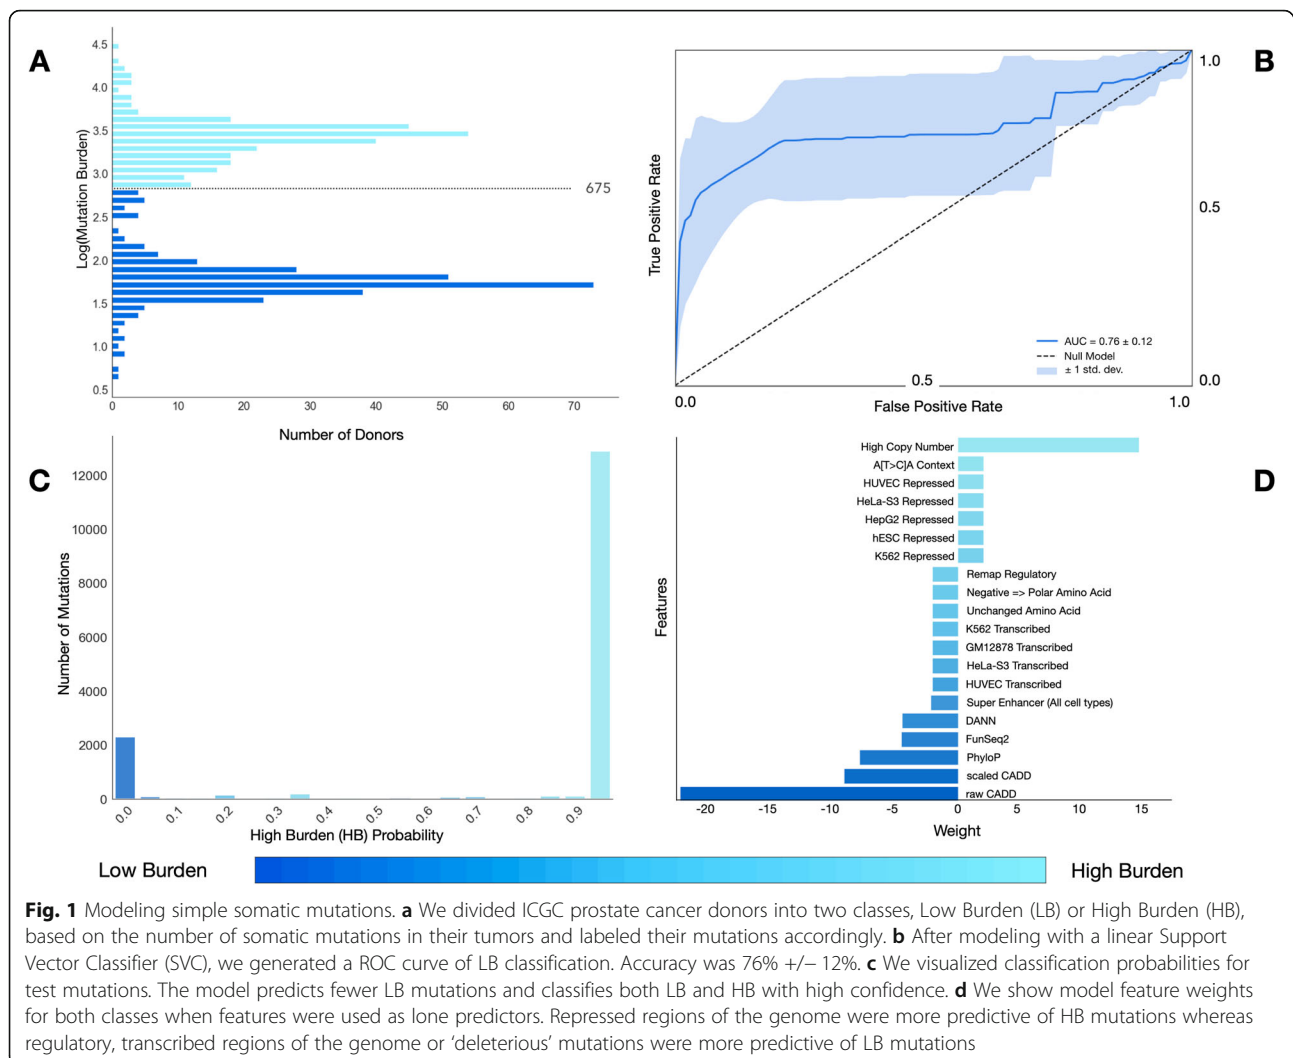 A
4.5
4.0
3.5
3.0
2.5
2.0
1.5
1.0
0.5
Log(Mutation Burden)
675
0 10 20 30 40 50 60 70
Number of Donors
B
1.0
0.5
0.0
True Positive Rate
AUC = 0.76 ± 0.12
Null Model
± 1 std. dev.
0.0 0.5 1.0
False Positive Rate
C
12000
10000
8000
6000
4000
2000
0
Number of Mutations
0.0 0.1 0.2 0.3 0.4 0.5 0.6 0.7 0.8 0.9
High Burden (HB) Probability
D
Features
High Copy Number
A[T>C]A Context
HUVEC Repressed
HeLa-S3 Repressed
HepG2 Repressed
hESC Repressed
K562 Repressed
Remap Regulatory
Negative => Polar Amino Acid
Unchanged Amino Acid
K562 Transcribed
GM12878 Transcribed
HeLa-S3 Transcribed
HUVEC Transcribed
Super Enhancer (All cell types)
DANN
FunSeq2
PhyloP
scaled CADD
raw CADD
-20 -15 -10 -5 0 5 10 15
Weight
Low Burden High Burden
Fig. 1 Modeling simple somatic mutations. a We divided ICGC prostate cancer donors into two classes, Low Burden (LB) or High Burden (HB),
based on the number of somatic mutations in their tumors and labeled their mutations accordingly. b After modeling with a linear Support
Vector Classifier (SVC), we generated a ROC curve of LB classification. Accuracy was 76% +/− 12%. c We visualized classification probabilities for
test mutations. The model predicts fewer LB mutations and classifies both LB and HB with high confidence. d We show model feature weights
for both classes when features were used as lone predictors. Repressed regions of the genome were more predictive of HB mutations whereas
regulatory, transcribed regions of the genome or ‘deleterious’ mutations were more predictive of LB mutations